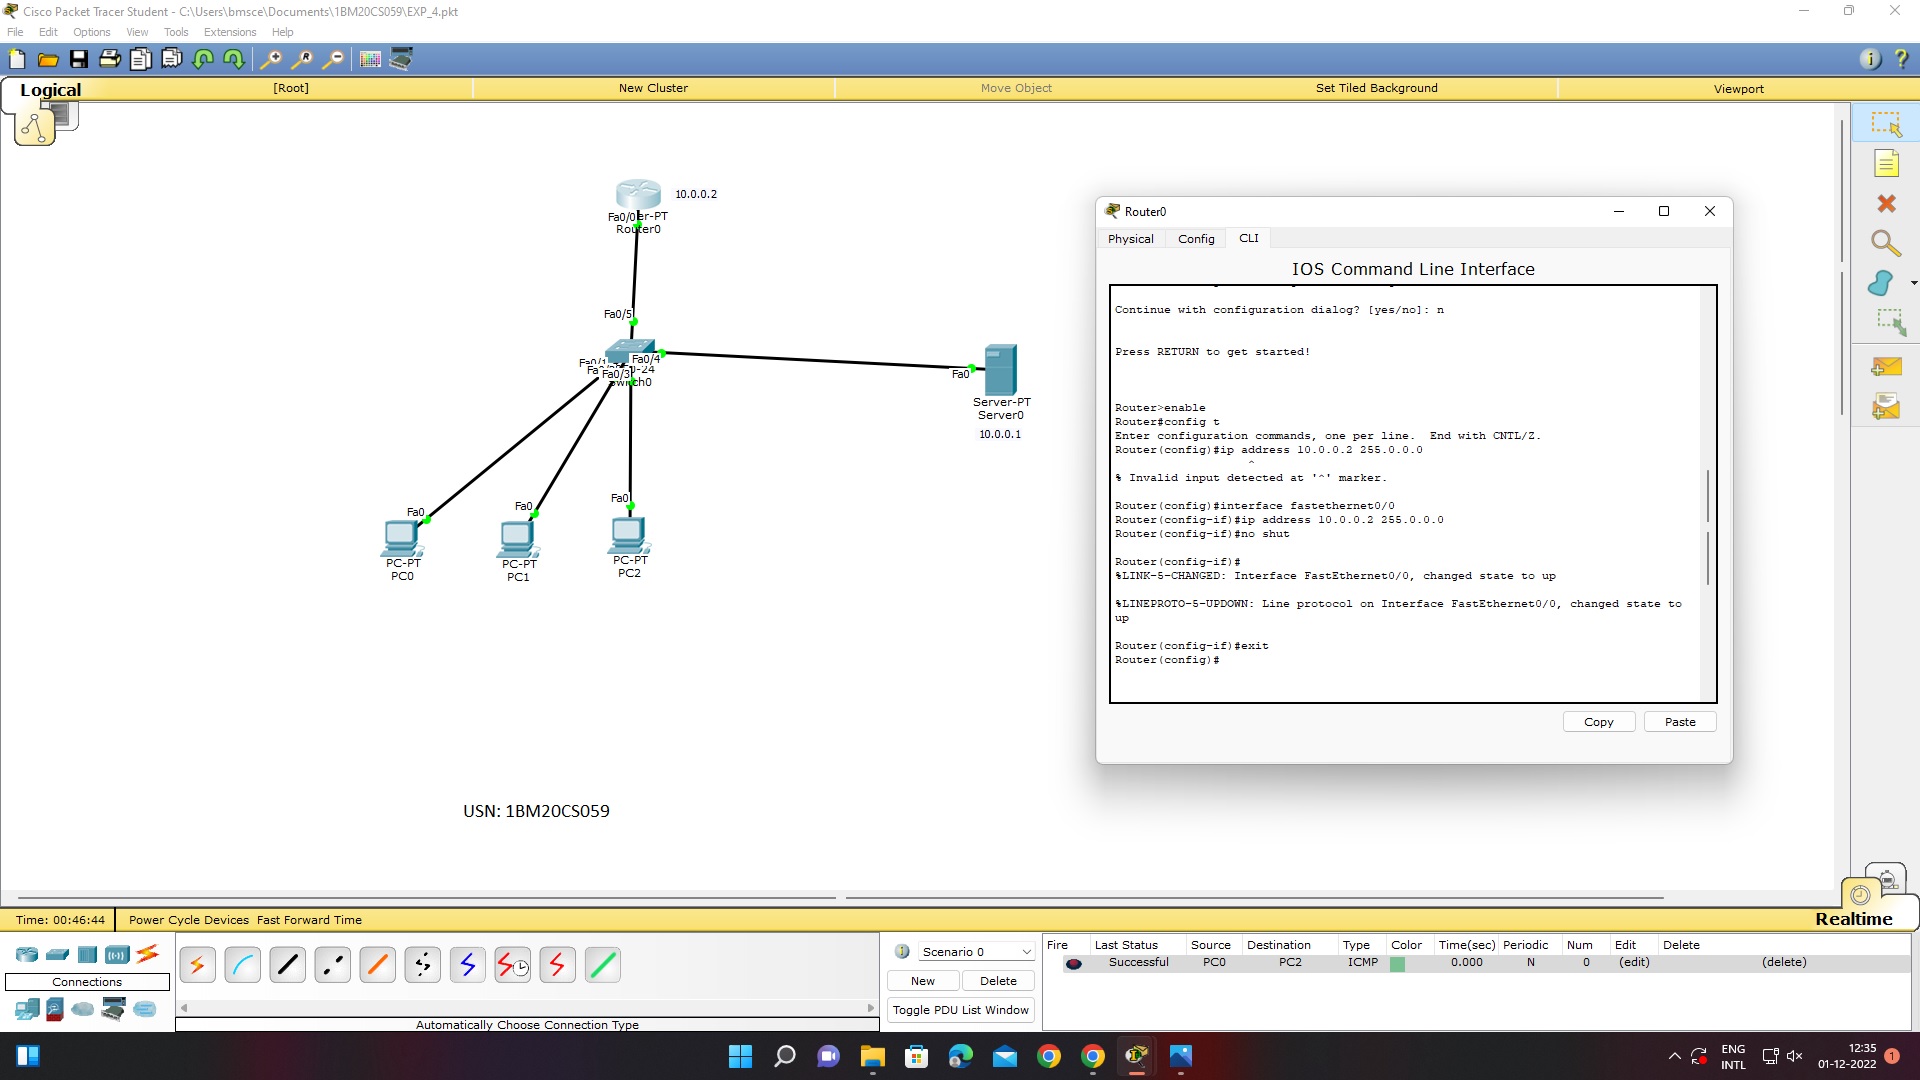 Cisco Packet Tracer Student - C:\Users\bmsce\Documents\1BM20CS059\EXP_4.pkt
File Edit Options View Tools Extensions Help
Logical [Root] New Cluster Move Object Set Tiled Background Viewport
10.0.0.2
Fa0/0
Router0
Fa0/5
Fa0/4
Fa0/1
Fa0/3
Switch0
Fa0
Server-PT
Server0
10.0.0.1
Fa0
PC-PT
PC0
Fa0
PC-PT
PC1
Fa0
PC-PT
PC2
USN: 1BM20CS059
Router0
Physical Config CLI
IOS Command Line Interface
Continue with configuration dialog? [yes/no]: n
Press RETURN to get started!
Router>enable
Router#config t
Enter configuration commands, one per line.  End with CNTL/Z.
Router(config)#ip address 10.0.0.2 255.0.0.0
^
% Invalid input detected at '^' marker.
Router(config)#interface fastethernet0/0
Router(config-if)#ip address 10.0.0.2 255.0.0.0
Router(config-if)#no shut
Router(config-if)#
%LINK-5-CHANGED: Interface FastEthernet0/0, changed state to up
%LINEPROTO-5-UPDOWN: Line protocol on Interface FastEthernet0/0, changed state to
up
Router(config-if)#exit
Router(config)#
Copy Paste
Time: 00:46:44 Power Cycle Devices Fast Forward Time
Realtime
Connections
Automatically Choose Connection Type
Scenario 0
New Delete
Toggle PDU List Window
Fire Last Status Source Destination Type Color Time(sec) Periodic Num Edit Delete
Successful PC0 PC2 ICMP 0.000 N 0 (edit) (delete)
ENG
INTL
12:35
01-12-2022
1